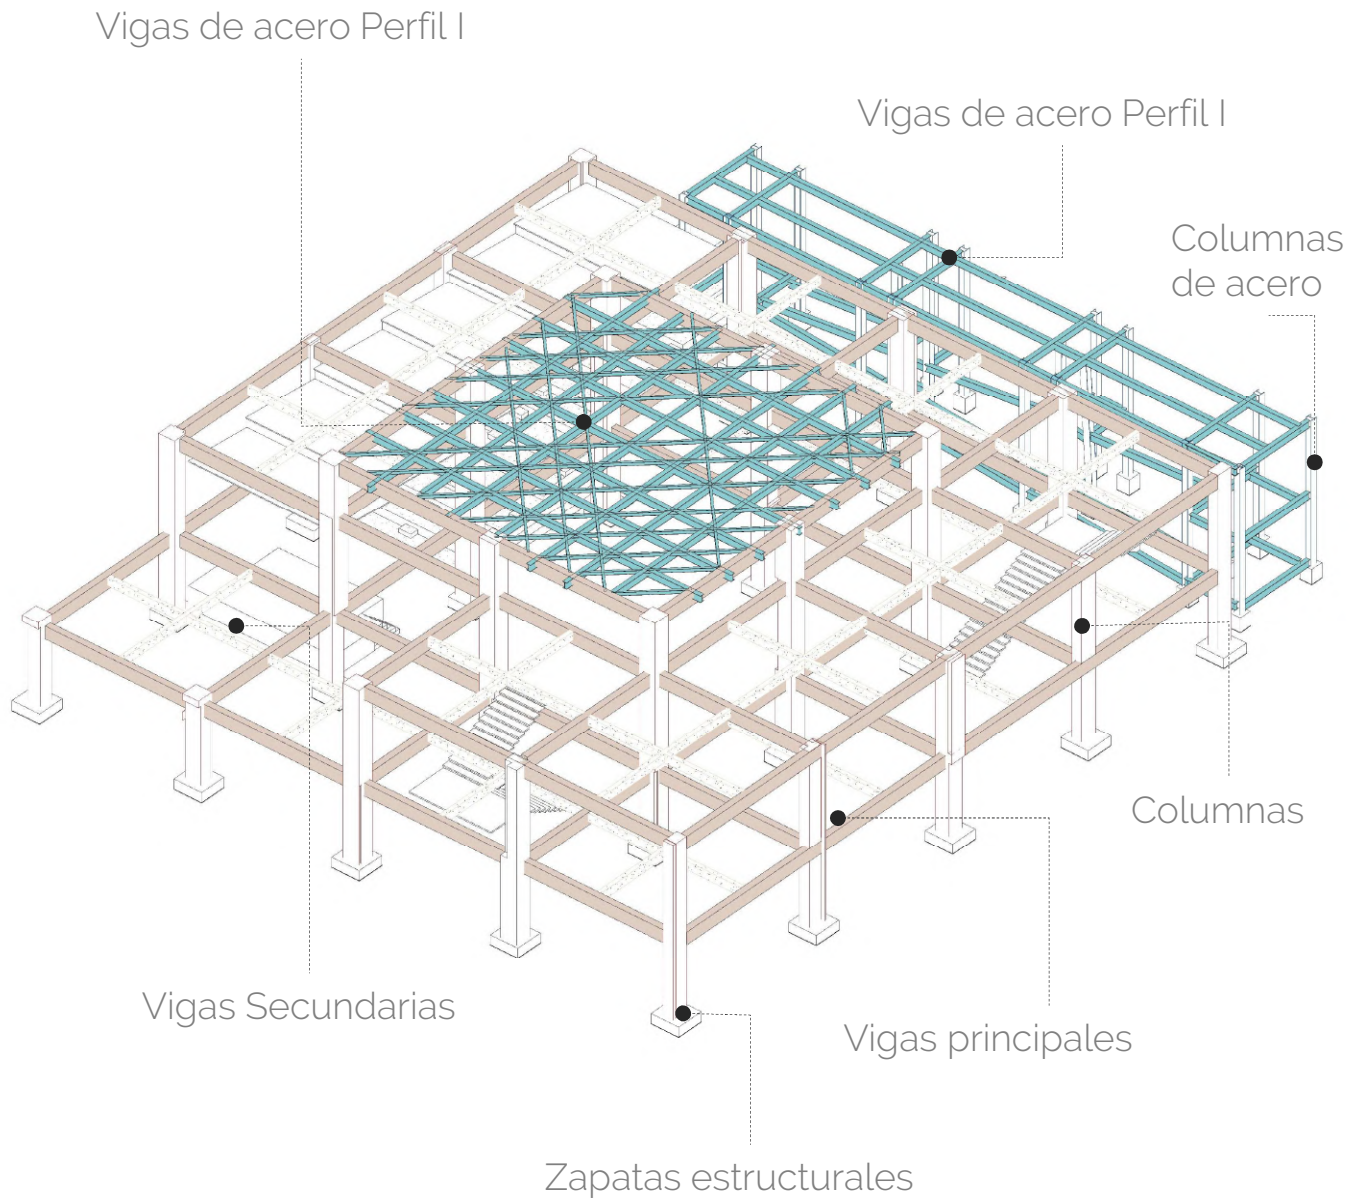 Vigas de acero Perfil I
Vigas de acero Perfil I
Columnas
de acero
Columnas
Vigas Secundarias
Vigas principales
Zapatas estructurales